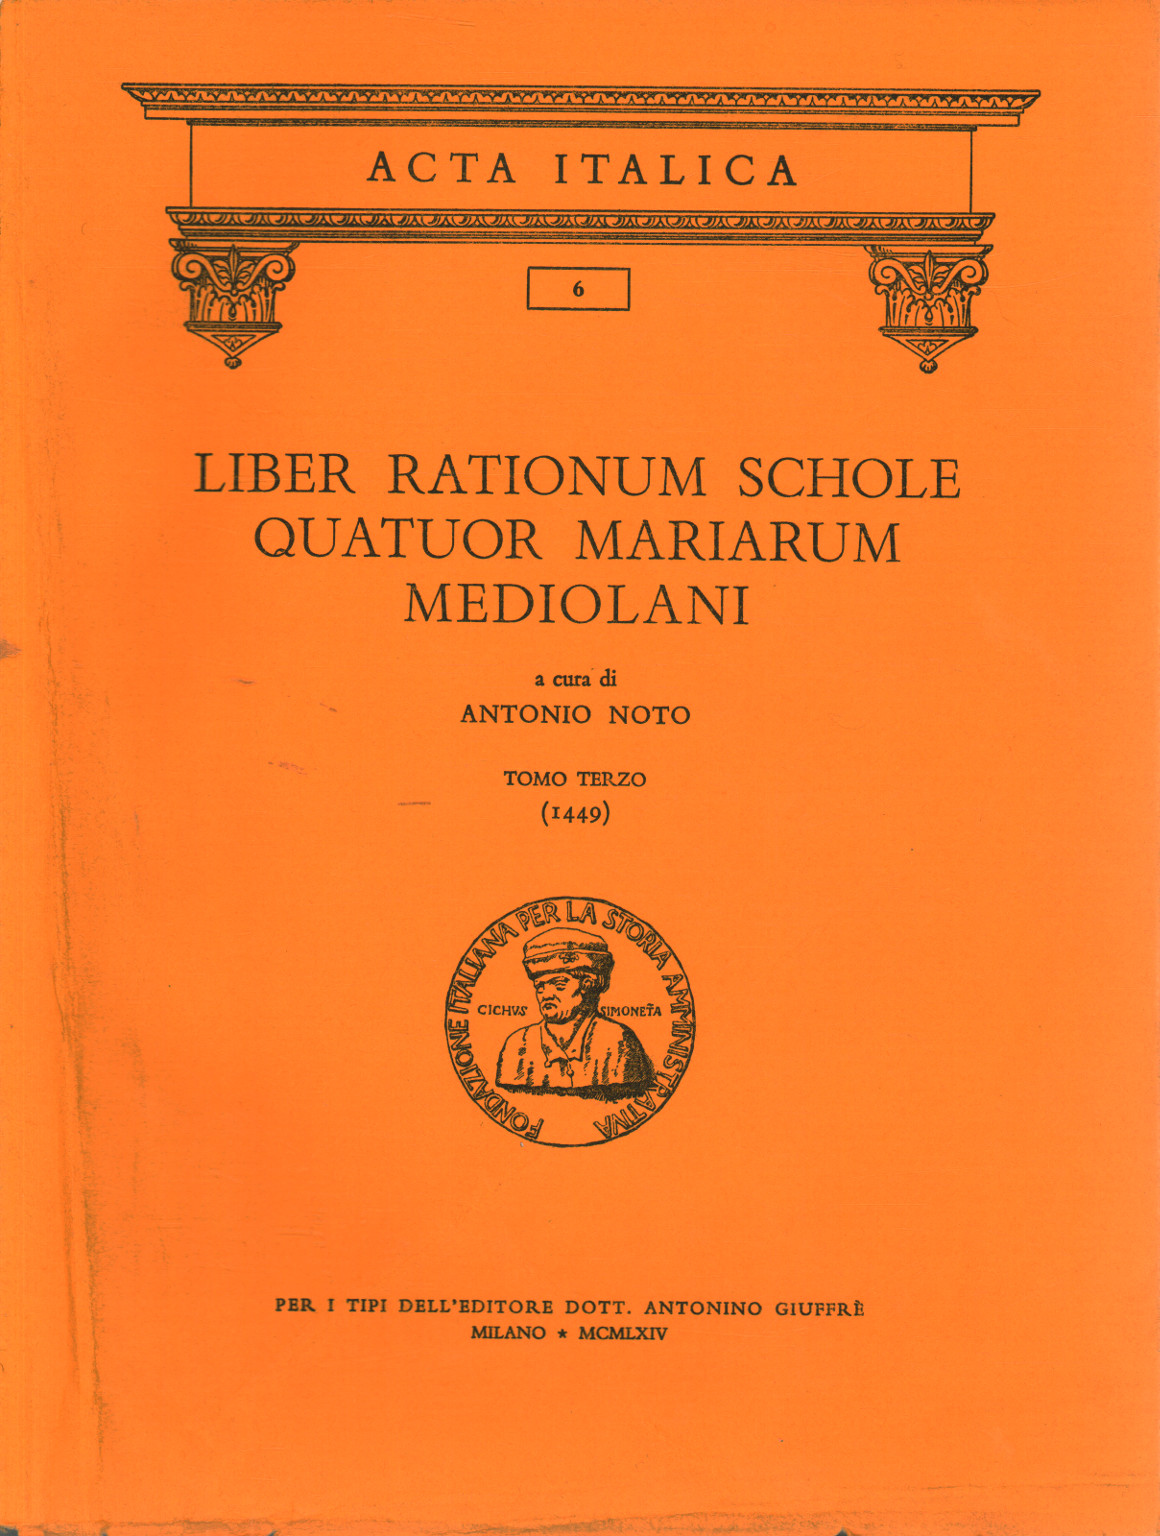 ACTA ITALICA
6
LIBER RATIONUM SCHOLE
QUATUOR MARIARUM
MEDIOLANI
a cura di
ANTONIO NOTO
TOMO TERZO
(1449)
FONDAZIONE ITALIANA PER LA STORIA AMMINISTRATIVA
CICHVS SIMONETA
PER I TIPI DELL'EDITORE DOTT. ANTONINO GIUFFRÈ
MILANO ★ MCMLXIV